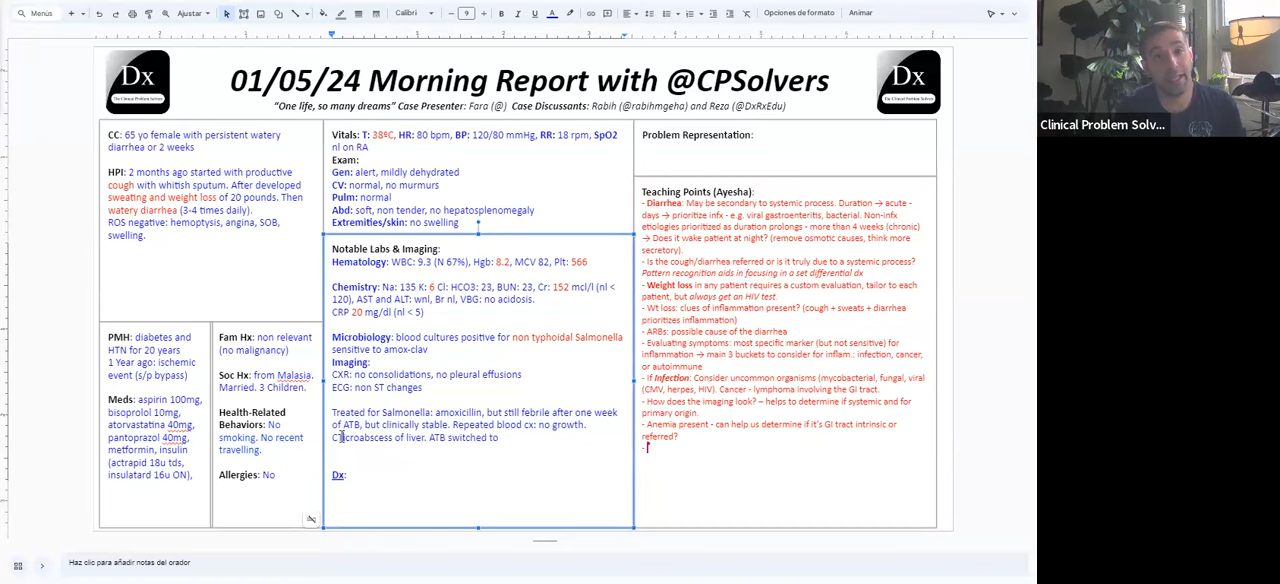 Menús
Ajustar
Calibri
9
Opciones de formato
Animar
Dx
The Clinical Problem Solvers
01/05/24 Morning Report with @CPSolvers
“One life, so many dreams” Case Presenter: Fara (@) Case Discussants: Rabih (@rabihmgeha) and Reza (@DxRxEdu)
Dx
The Clinical Problem Solvers
CC: 65 yo female with persistent watery
diarrhea or 2 weeks
HPI: 2 months ago started with productive
cough with whitish sputum. After developed
sweating and weight loss of 20 pounds. Then
watery diarrhea (3-4 times daily).
ROS negative: hemoptysis, angina, SOB,
swelling.
PMH: diabetes and
HTN for 20 years
1 Year ago: ischemic
event (s/p bypass)
Meds: aspirin 100mg,
bisoprolol 10mg,
atorvastatina 40mg,
pantoprazol 40mg,
metformin, insulin
(actrapid 18u tds,
insulatard 16u ON),
Fam Hx: non relevant
(no malignancy)
Soc Hx: from Malasia.
Married. 3 Children.
Health-Related
Behaviors: No
smoking. No recent
travelling.
Allergies: No
Vitals: T: 38ºC, HR: 80 bpm, BP: 120/80 mmHg, RR: 18 rpm, SpO2
nl on RA
Exam:
Gen: alert, mildly dehydrated
CV: normal, no murmurs
Pulm: normal
Abd: soft, non tender, no hepatosplenomegaly
Extremities/skin: no swelling
Notable Labs & Imaging:
Hematology: WBC: 9.3 (N 67%), Hgb: 8.2, MCV 82, Plt: 566
Chemistry: Na: 135 K: 6 Cl: HCO3: 23, BUN: 23, Cr: 152 mcl/l (nl <
120), AST and ALT: wnl, Br nl, VBG: no acidosis.
CRP 20 mg/dl (nl < 5)
Microbiology: blood cultures positive for non typhoidal Salmonella
sensitive to amox-clav
Imaging:
CXR: no consolidations, no pleural effusions
ECG: non ST changes
Treated for Salmonella: amoxicillin, but still febrile after one week
of ATB, but clinically stable. Repeated blood cx: no growth.
croabscess of liver. ATB switched to
Dx:
Problem Representation:
Teaching Points (Ayesha):
- Diarrhea: May be secondary to systemic process. Duration → acute -
days → prioritize infx - e.g. viral gastroenteritis, bacterial. Non-infx
etiologies prioritized as duration prolongs - more than 4 weeks (chronic)
→ Does it wake patient at night? (remove osmotic causes, think more
secretory).
- Is the cough/diarrhea referred or is it truly due to a systemic process?
Pattern recognition aids in focusing in a set differential dx
- Weight loss in any patient requires a custom evaluation, tailor to each
patient, but always get an HIV test.
- Wt loss: clues of inflammation present? (cough + sweats + diarrhea
prioritizes inflammation)
- ARBs: possible cause of the diarrhea
- Evaluating symptoms: most specific marker (but not sensitive) for
inflammation → main 3 buckets to consider for inflam.: infection, cancer,
or autoimmune
- If Infection: Consider uncommon organisms (mycobacterial, fungal, viral
(CMV, herpes, HIV). Cancer - lymphoma involving the GI tract.
- How does the imaging look? – helps to determine if systemic and for
primary origin.
- Anemia present - can help us determine if it's GI tract intrinsic or
referred?
-
Haz clic para añadir notas del orador
Clinical Problem Solv...